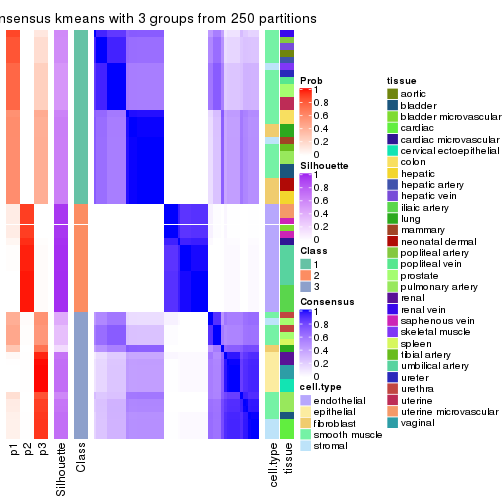 nsensus kmeans with 3 groups from 250 partitions
p1
p2
p3
Silhouette
Class
cell.type
tissue
Prob
1
0.8
0.6
0.4
0.2
0
Silhouette
1
0.8
0.6
0.4
0.2
0
Class
1
2
3
Consensus
1
0.8
0.6
0.4
0.2
0
cell.type
endothelial
epithelial
fibroblast
smooth muscle
stromal
tissue
aortic
bladder
bladder microvascular
cardiac
cardiac microvascular
cervical ectoepithelial
colon
hepatic
hepatic artery
hepatic vein
iliaic artery
lung
mammary
neonatal dermal
popliteal artery
popliteal vein
prostate
pulmonary artery
renal
renal vein
saphenous vein
skeletal muscle
spleen
tibial artery
umbilical artery
ureter
urethra
uterine
uterine microvascular
vaginal